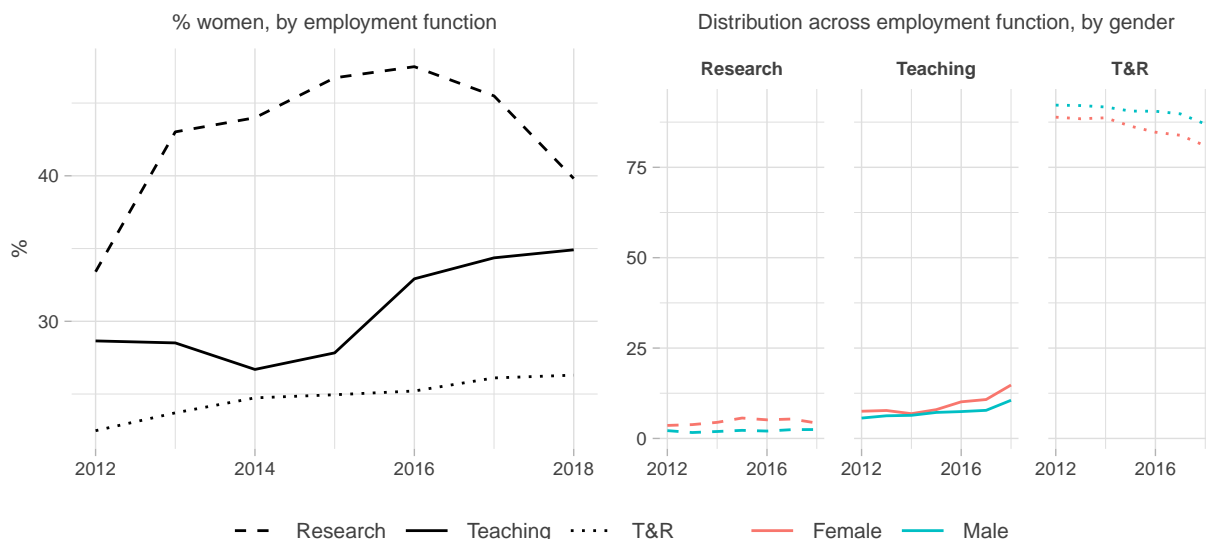 % women, by employment function
Distribution across employment function, by gender
Research Teaching T&R
%
40
30
75
50
25
0
2012 2014 2016 2018
2012 2016 2012 2016 2012 2016
Research Teaching T&R Female Male